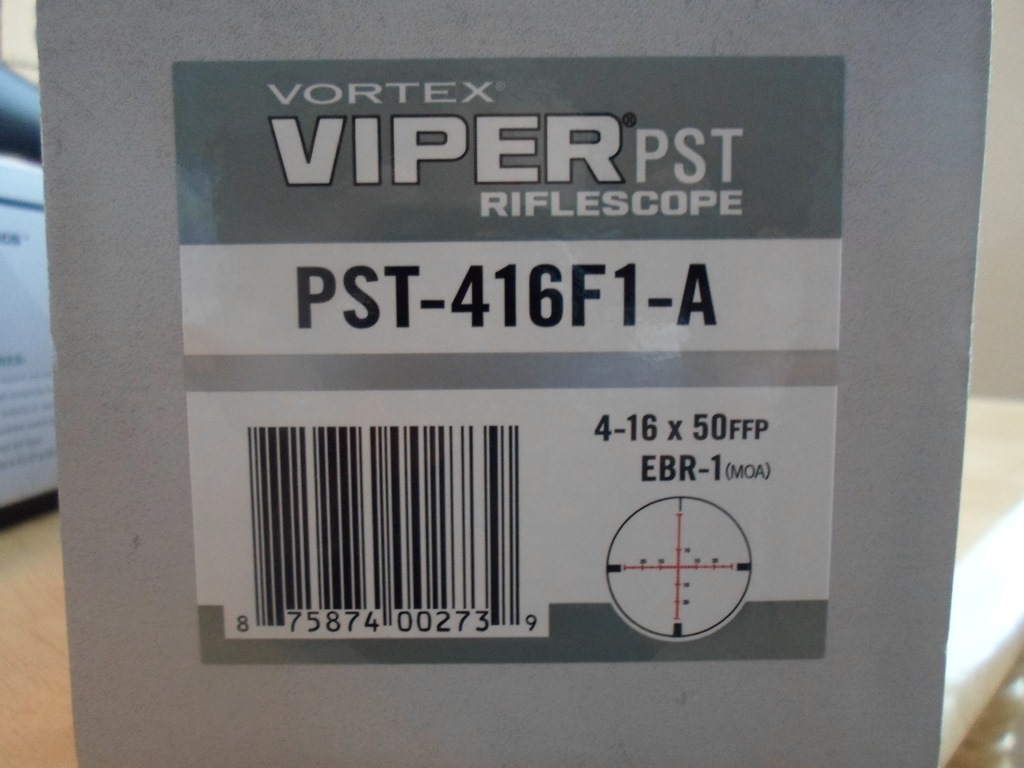 VORTEX®
VIPER® PST
RIFLESCOPE
PST-416F1-A
4-16 x 50FFP
EBR-1(MOA)
8 75874 00273 9